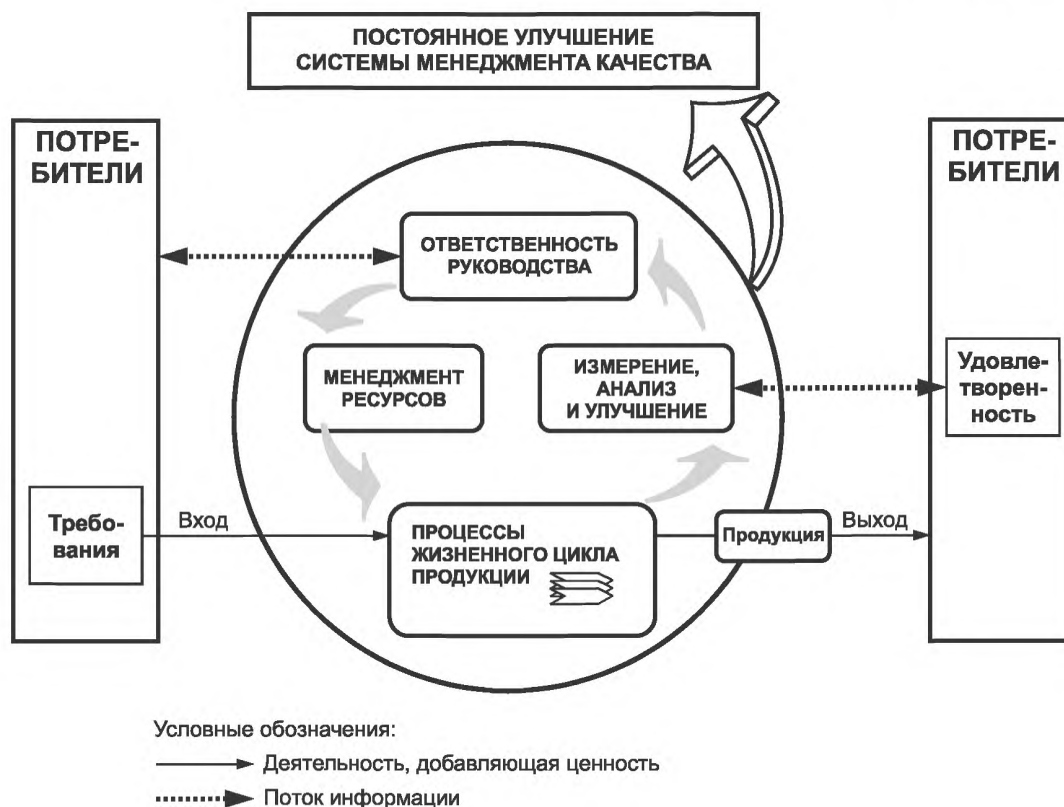 ПОСТОЯННОЕ УЛУЧШЕНИЕ
СИСТЕМЫ МЕНЕДЖМЕНТА КАЧЕСТВА
ПОТРЕ-
БИТЕЛИ
ПОТРЕ-
БИТЕЛИ
ОТВЕТСТВЕННОСТЬ
РУКОВОДСТВА
МЕНЕДЖМЕНТ
РЕСУРСОВ
ИЗМЕРЕНИЕ,
АНАЛИЗ
И УЛУЧШЕНИЕ
Удовле-
творен-
ность
Требо-
вания
Вход
ПРОЦЕССЫ
ЖИЗНЕННОГО ЦИКЛА
ПРОДУКЦИИ
Продукция
Выход
Условные обозначения:
Деятельность, добавляющая ценность
Поток информации